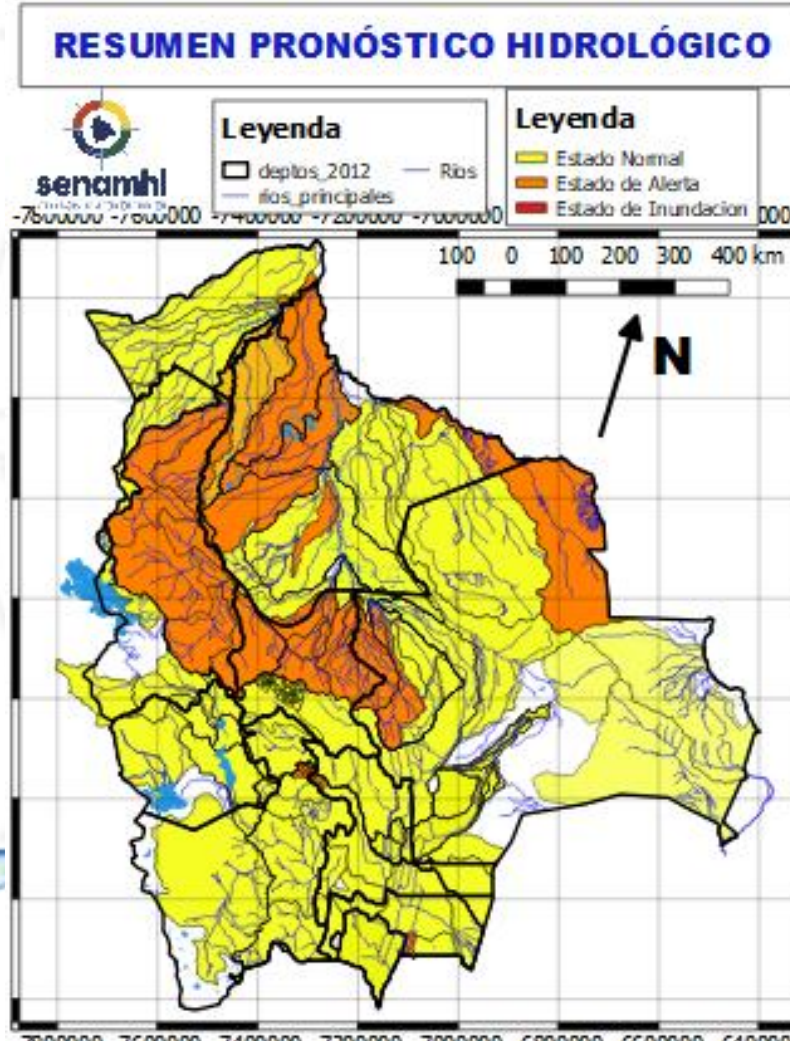 RESUMEN PRONÓSTICO HIDROLÓGICO
senamhi
Leyenda
deptos_2012
Rios
rios_principales
Leyenda
Estado Normal
Estado de Alerta
Estado de Inundacion
-7600000 -7400000 -7200000 -7000000
100 0 100 200 300 400 km
N